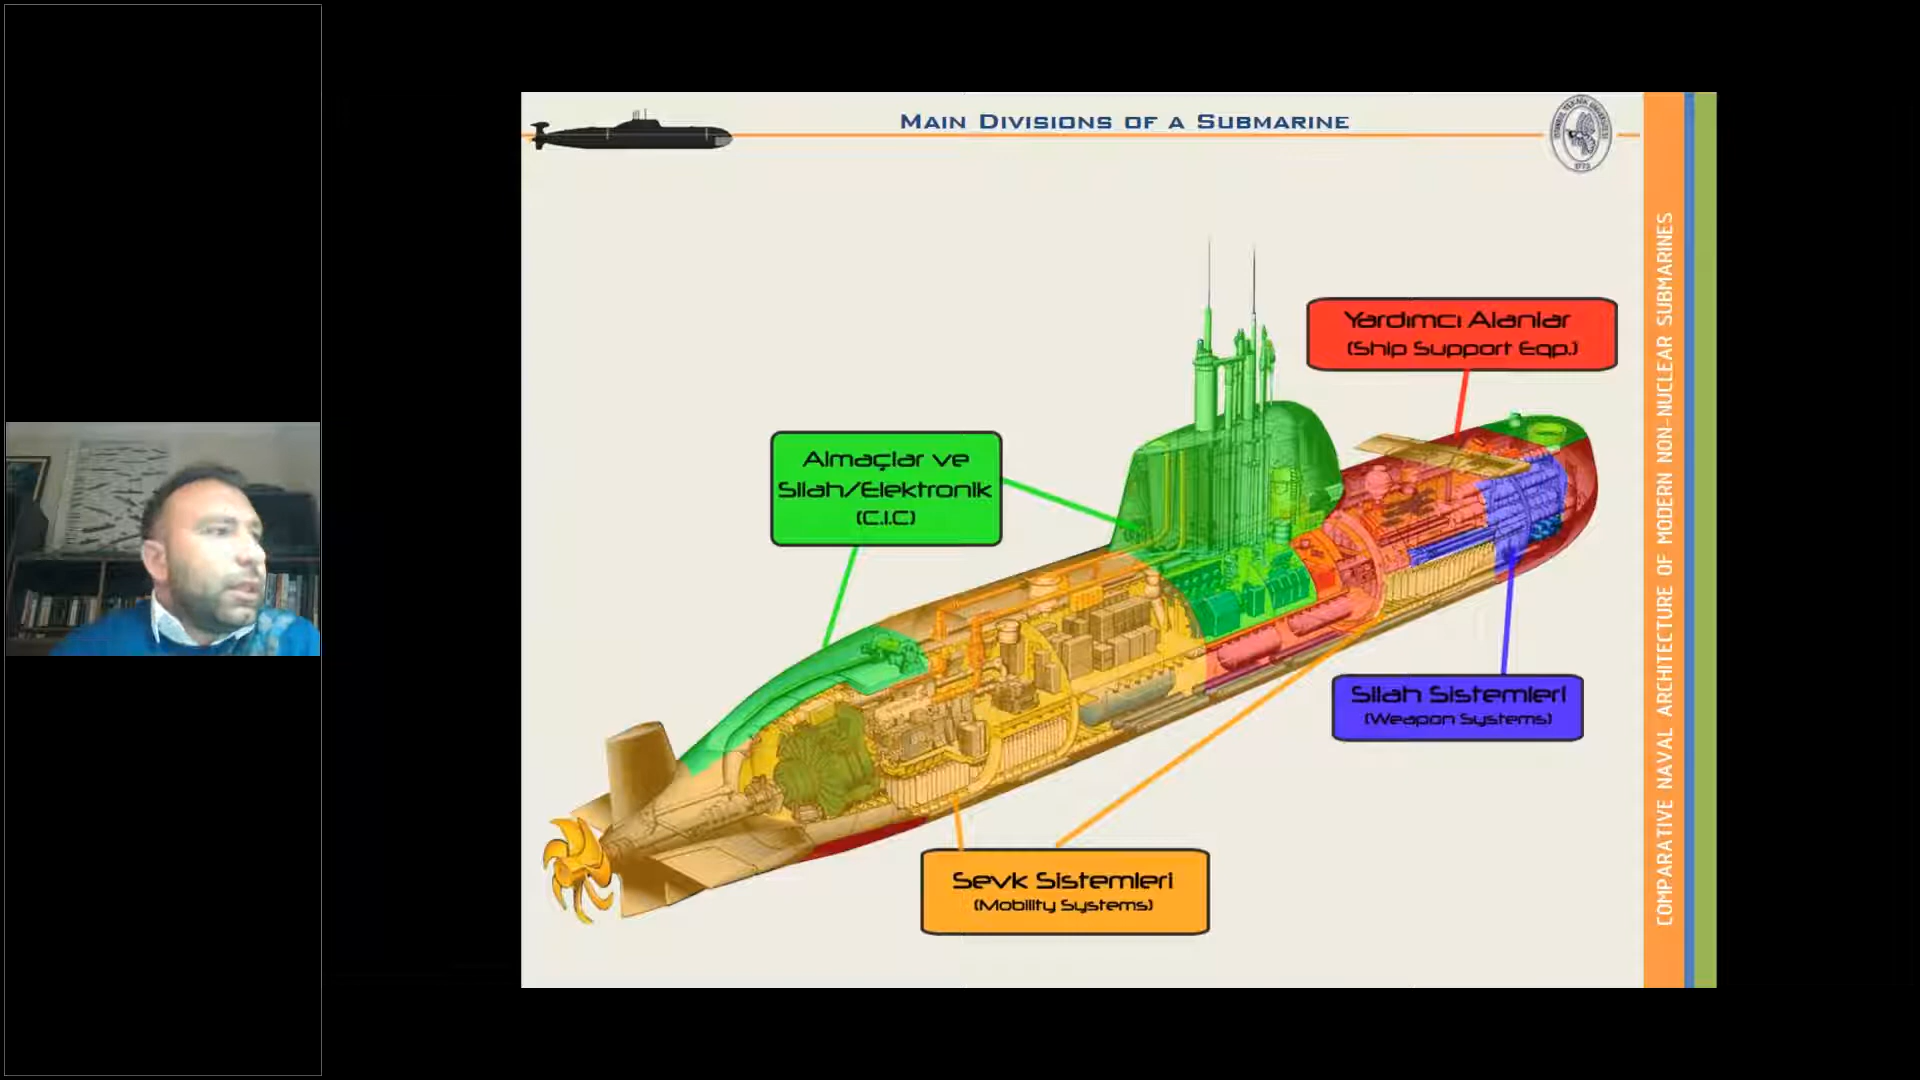 MAIN DIVISIONS OF A SUBMARINE
Yardımcı Alanlar
(Ship Support Eqp.)
Almaçlar ve
Silah/Elektronik
(C.I.C)
Silah Sistemleri
(Weapon Systems)
Sevk Sistemleri
(Mobility Systems)
COMPARATIVE NAVAL ARCHITECTURE OF MODERN NON-NUCLEAR SUBMARINES
1773